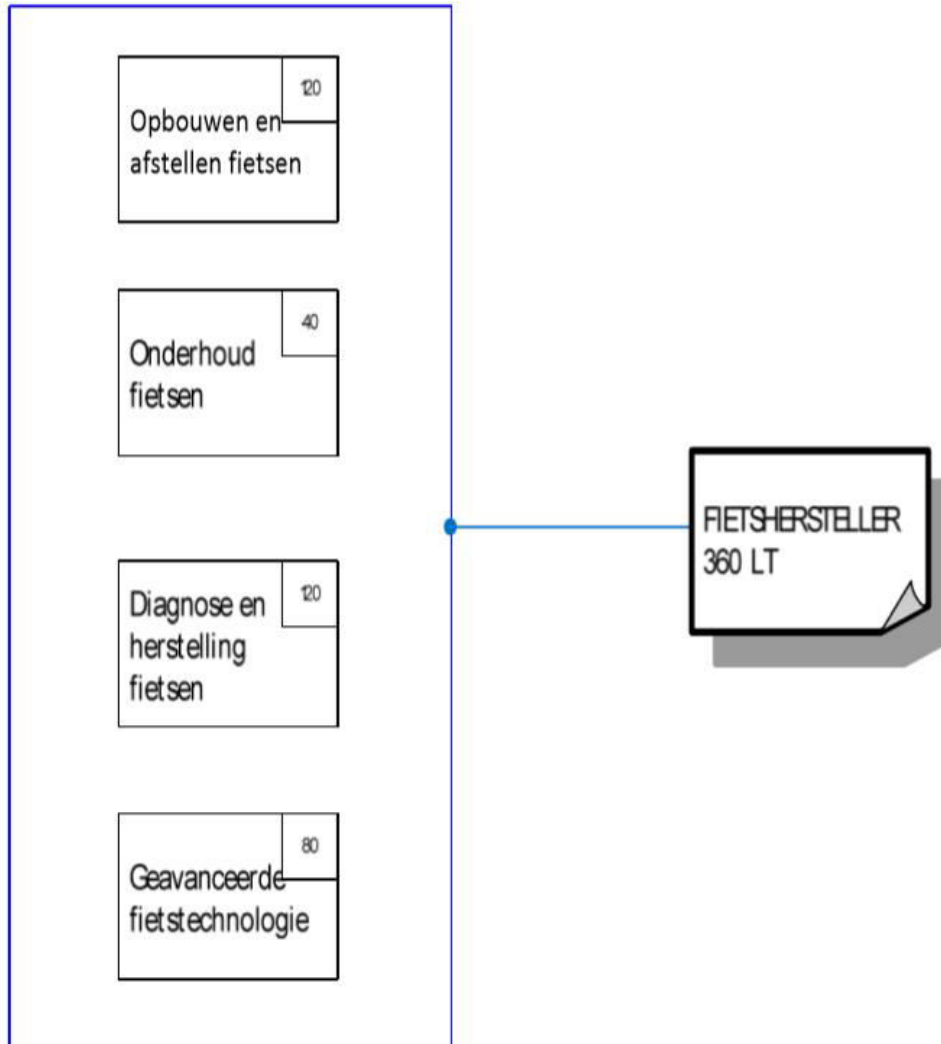 120
Opbouwen en
afstellen fietsen
40
Onderhoud
fietsen
120
Diagnose en
herstelling
fietsen
80
Geavanceerde
fietstechnologie
FIETSHERSTELLER
360 LT